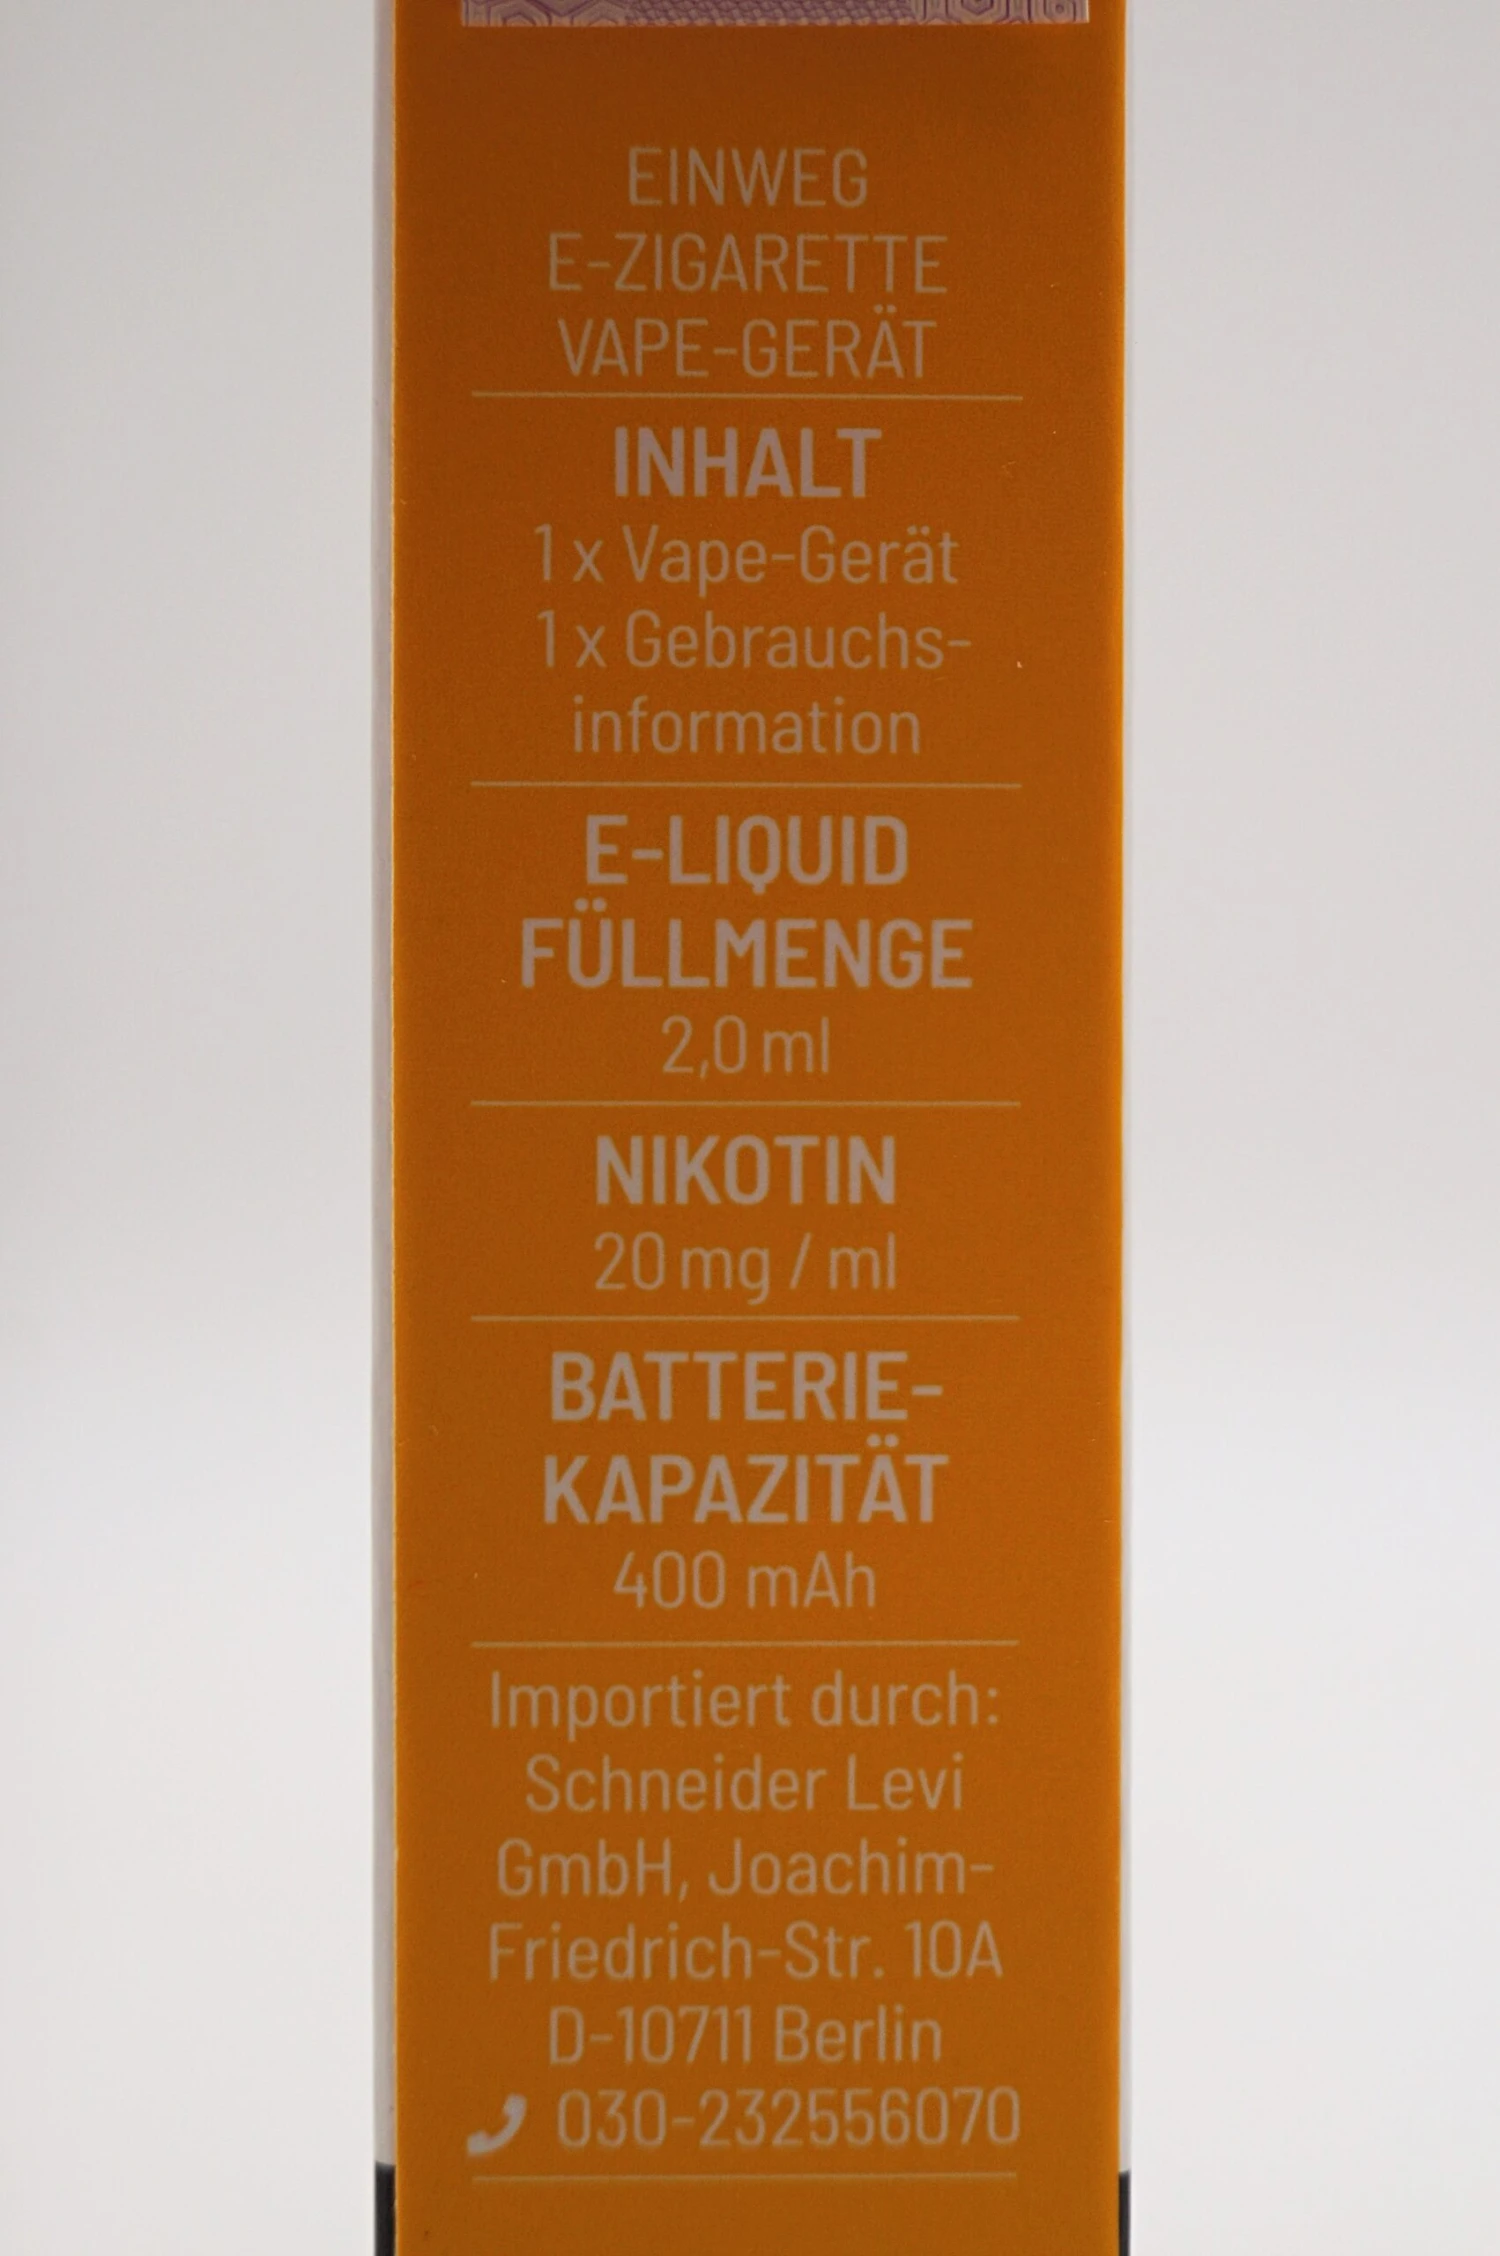 EINWEG
E-ZIGARETTE
VAPE-GERÄT
INHALT
1 x Vape-Gerät
1 x Gebrauchs-
information
E-LIQUID
FÜLLMENGE
2,0 ml
NIKOTIN
20 mg / ml
BATTERIE-
KAPAZITÄT
400 mAh
Importiert durch:
Schneider Levi
GmbH, Joachim-
Friedrich-Str. 10A
D-10711 Berlin
030-232556070